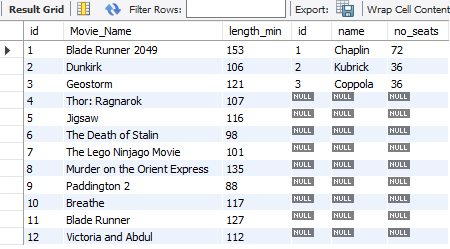 Result Grid Filter Rows: Export: Wrap Cell Content
id Movie_Name length_min id name no_seats
1 Blade Runner 2049 153 1 Chaplin 72
2 Dunkirk 106 2 Kubrick 36
3 Geostorm 121 3 Coppola 36
4 Thor: Ragnarok 107 NULL NULL NULL
5 Jigsaw 116 NULL NULL NULL
6 The Death of Stalin 98 NULL NULL NULL
7 The Lego Ninjago Movie 101 NULL NULL NULL
8 Murder on the Orient Express 135 NULL NULL NULL
9 Paddington 2 88 NULL NULL NULL
10 Breathe 117 NULL NULL NULL
11 Blade Runner 127 NULL NULL NULL
12 Victoria and Abdul 112 NULL NULL NULL